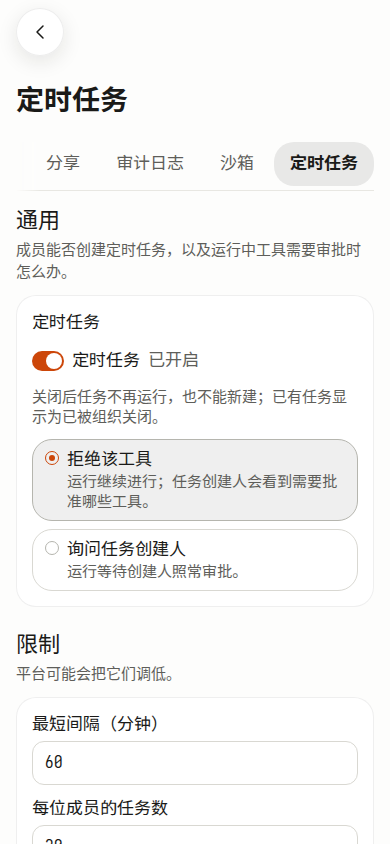 定时任务
分享
审计日志
沙箱
定时任务
通用
成员能否创建定时任务，以及运行中工具需要审批时
怎么办。
定时任务
定时任务 已开启
关闭后任务不再运行，也不能新建；已有任务显
示为已被组织关闭。
拒绝该工具
运行继续进行；任务创建人会看到需要批
准哪些工具。
询问任务创建人
运行等待创建人照常审批。
限制
平台可能会把它们调低。
最短间隔（分钟）
60
每位成员的任务数